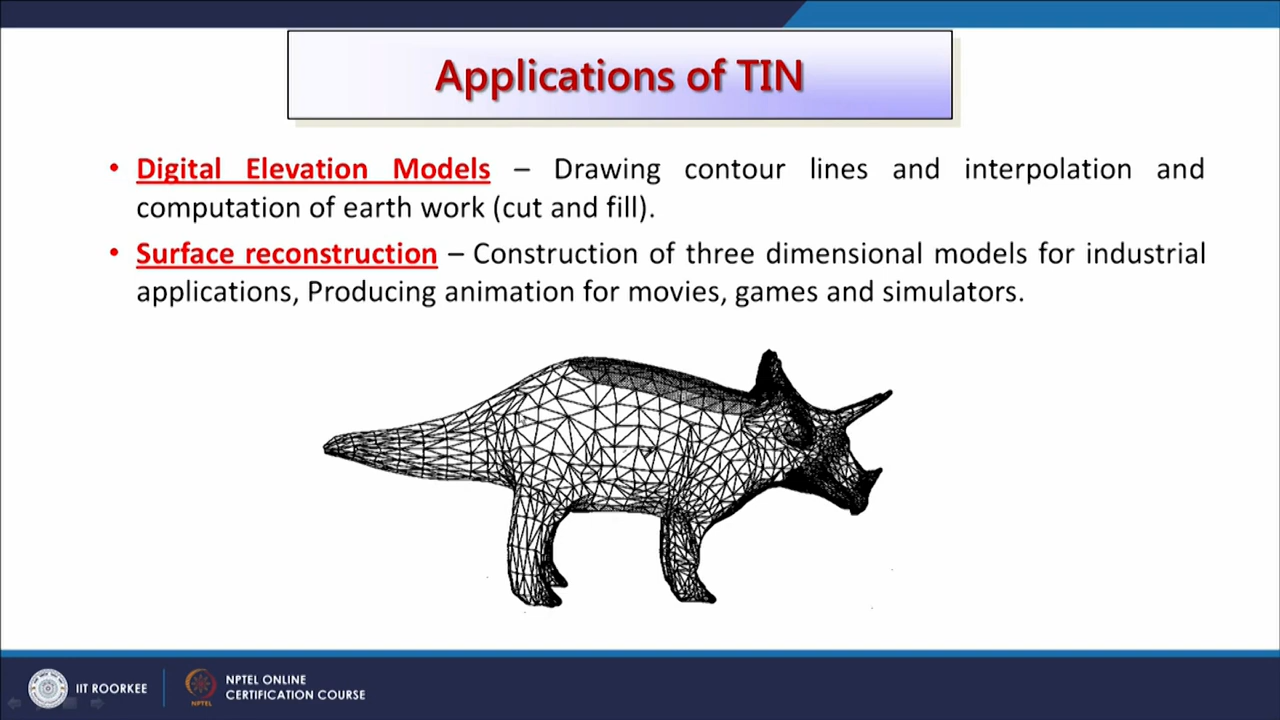 Applications of TIN
• Digital Elevation Models – Drawing contour lines and interpolation and
computation of earth work (cut and fill).
• Surface reconstruction – Construction of three dimensional models for industrial
applications, Producing animation for movies, games and simulators.
IIT ROORKEE
NPTEL
NPTEL ONLINE
CERTIFICATION COURSE